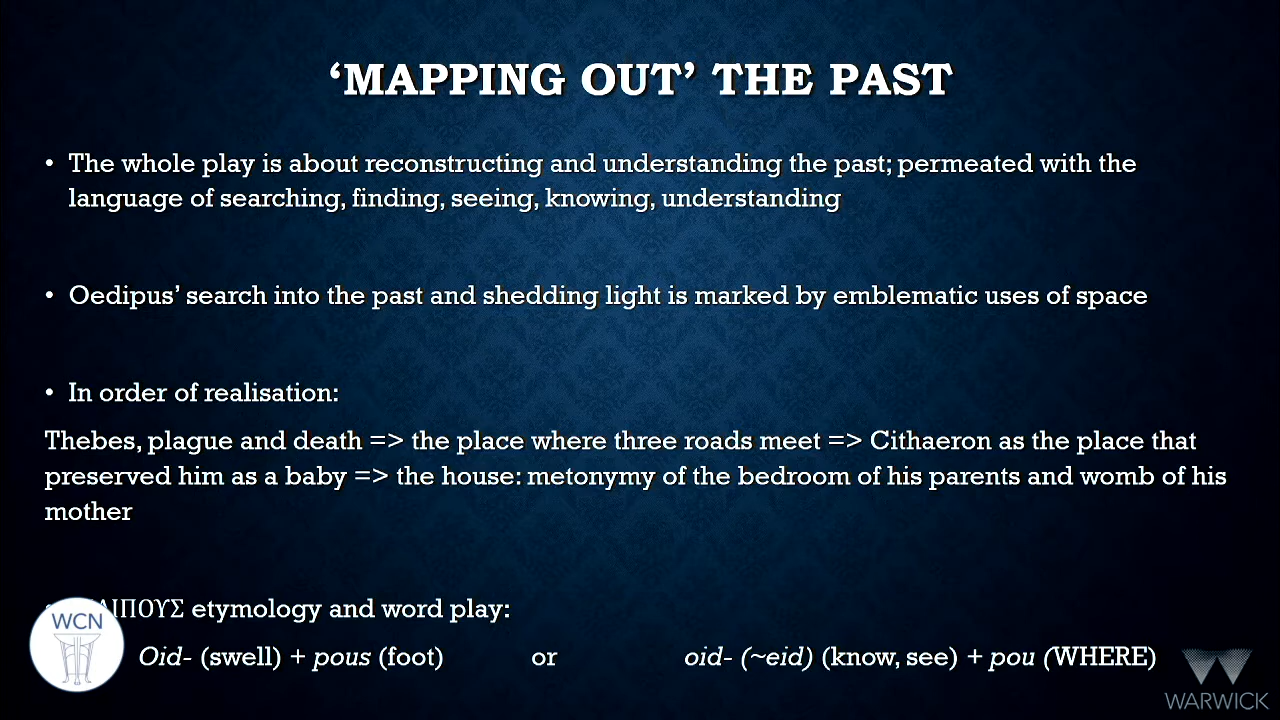 ‘MAPPING OUT’ THE PAST
• The whole play is about reconstructing and understanding the past; permeated with the
language of searching, finding, seeing, knowing, understanding
• Oedipus’ search into the past and shedding light is marked by emblematic uses of space
• In order of realisation:
Thebes, plague and death => the place where three roads meet => Cithaeron as the place that
preserved him as a baby => the house: metonymy of the bedroom of his parents and womb of his
mother
etymology and word play:
Oid- (swell) + pous (foot) or oid- (~eid) (know, see) + pou (WHERE)
WCN
WARWICK